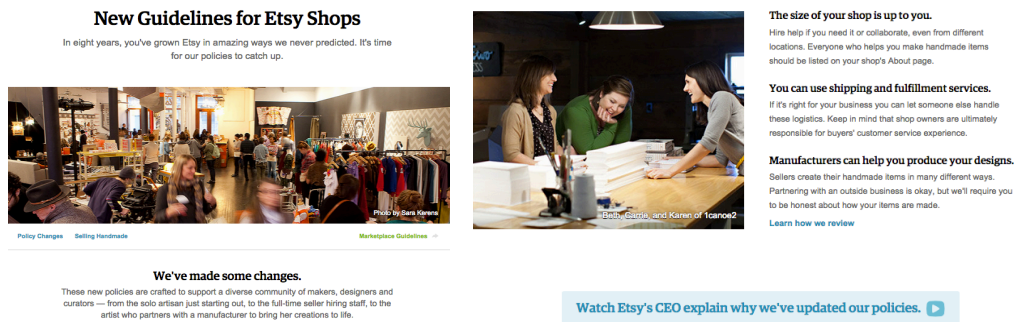 New Guidelines for Etsy Shops
In eight years, you've grown Etsy in amazing ways we never predicted. It's time
for our policies to catch up.
Photo by Sara Kerens
Policy Changes
Selling Handmade
Marketplace Guidelines
We've made some changes.
These new policies are crafted to support a diverse community of makers, designers and
curators — from the solo artisan just starting out, to the full-time seller hiring staff, to the
artist who partners with a manufacturer to bring her creations to life.
Beth, Carrie, and Karen of 1canoe2
The size of your shop is up to you.
Hire help if you need it or collaborate, even from different
locations. Everyone who helps you make handmade items
should be listed on your shop's About page.
You can use shipping and fulfillment services.
If it's right for your business you can let someone else handle
these logistics. Keep in mind that shop owners are ultimately
responsible for buyers' customer service experience.
Manufacturers can help you produce your designs.
Sellers create their handmade items in many different ways.
Partnering with an outside business is okay, but we'll require you
to be honest about how your items are made.
Learn how we review
Watch Etsy's CEO explain why we've updated our policies.